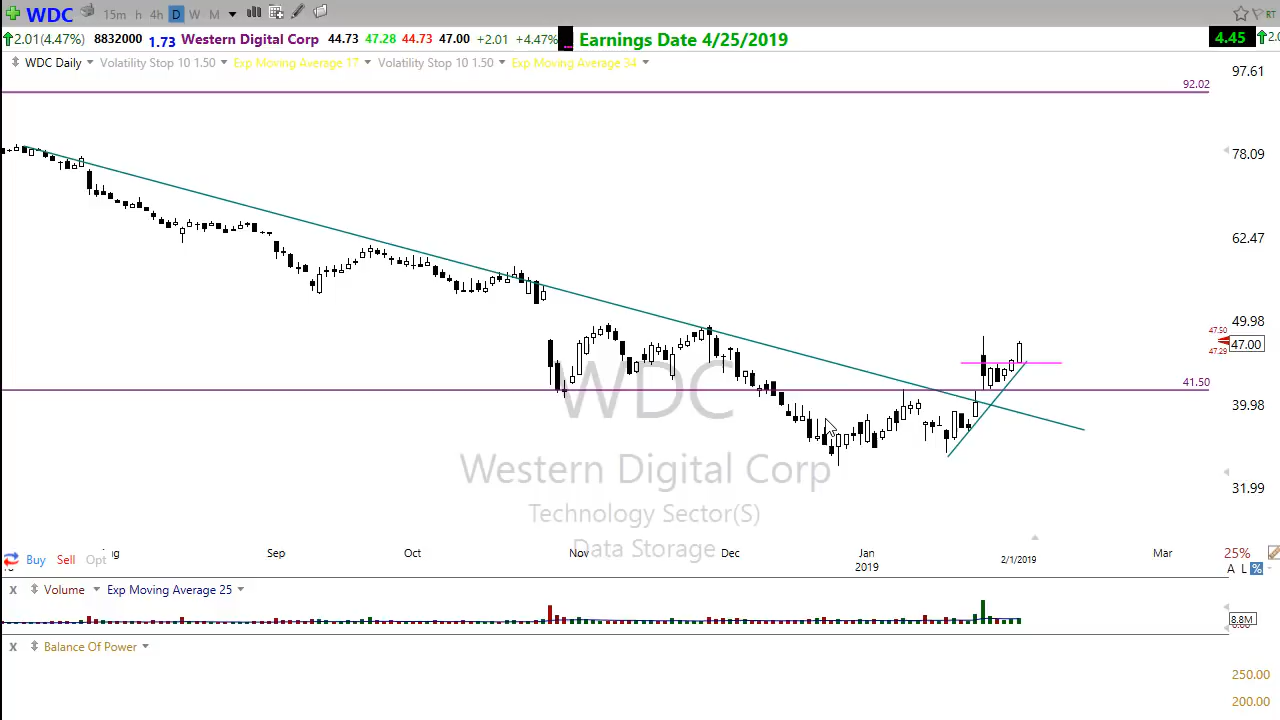 WDC 15m h 4h D W M RT
2.01(4.47%) 8832000 1.73 Western Digital Corp 44.73 47.28 44.73 47.00 +2.01 +4.47% Earnings Date 4/25/2019 4.45
WDC Daily Volatility Stop 10 1.50 Exp Moving Average 17 Volatility Stop 10 1.50 Exp Moving Average 34
97.61
92.02
78.09
62.47
49.98
47.50
47.00
47.29
41.50
39.98
31.99
WDC
Western Digital Corp
Technology Sector(S)
Data Storage
Sep Oct Nov Dec Jan 2/1/2019 Mar
2019
Buy Sell Opt 25%
A L %
Volume Exp Moving Average 25
8.8M
Balance Of Power
250.00
200.00